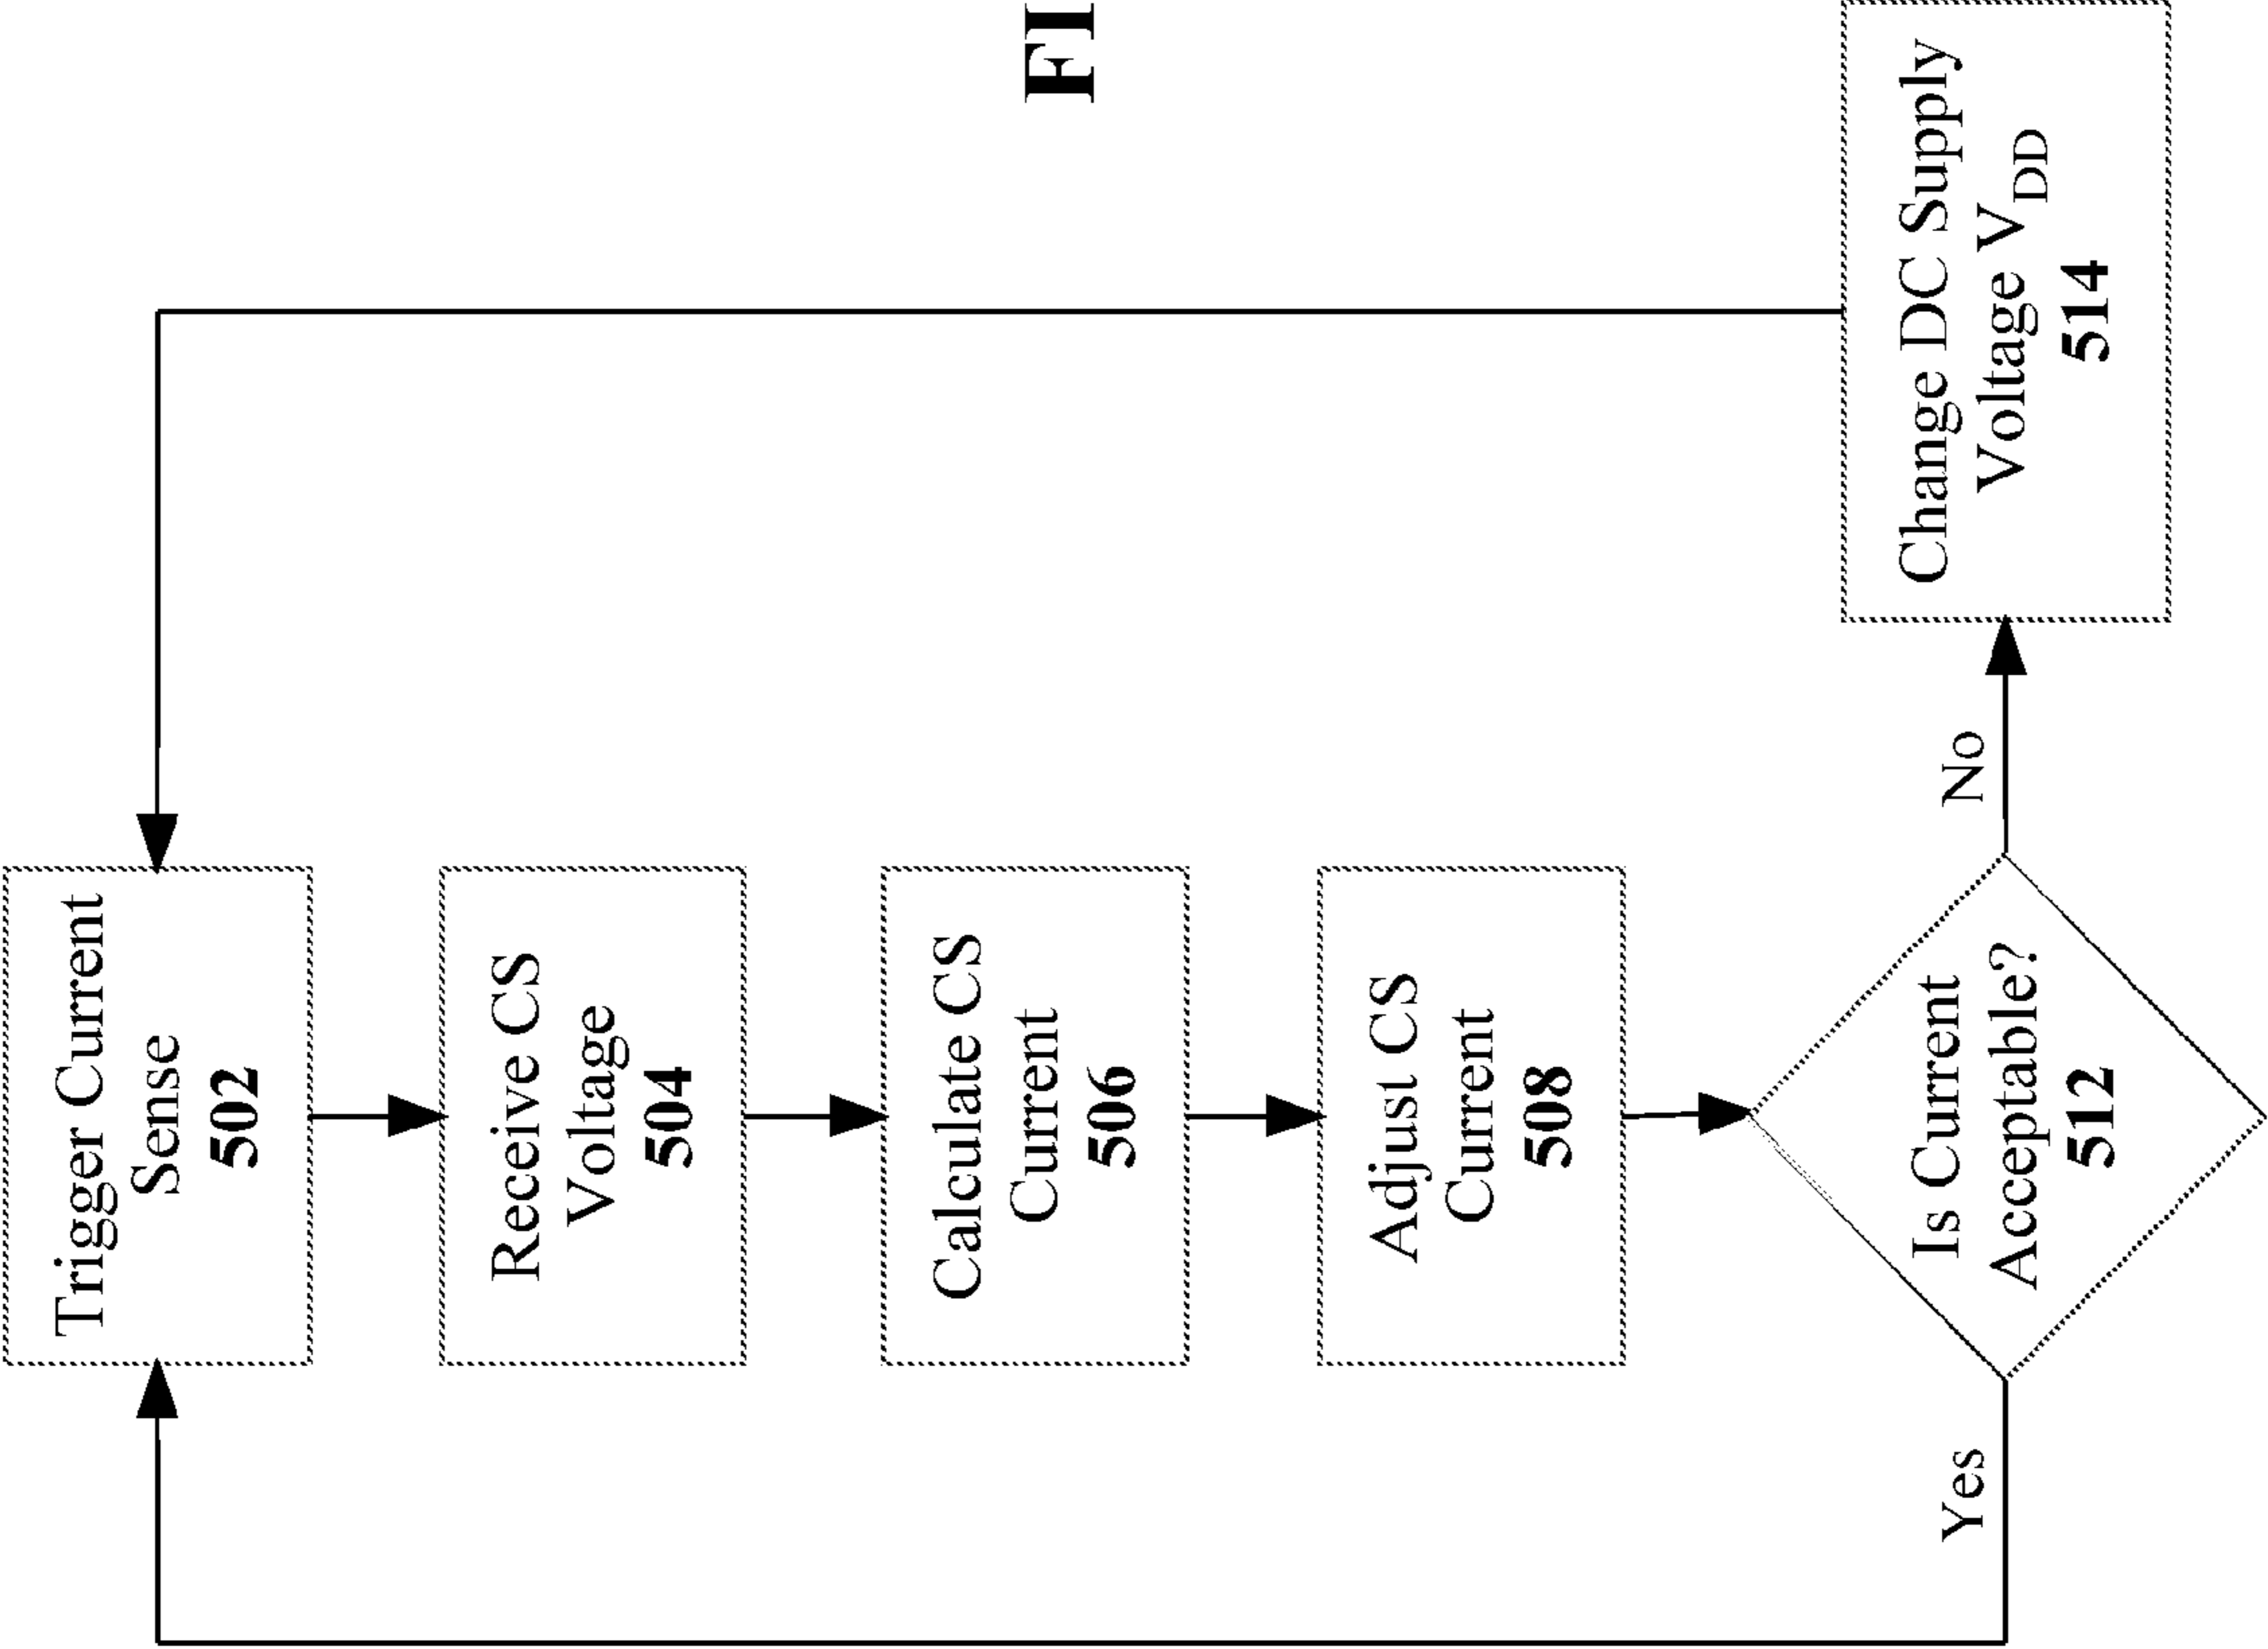 Trigger Current
Sense
502
Receive CS
Voltage
504
Calculate CS
Current
506
Adjust CS
Current
508
Is Current
Acceptable?
512
Yes
No
Change DC Supply
Voltage VDD
514
FI